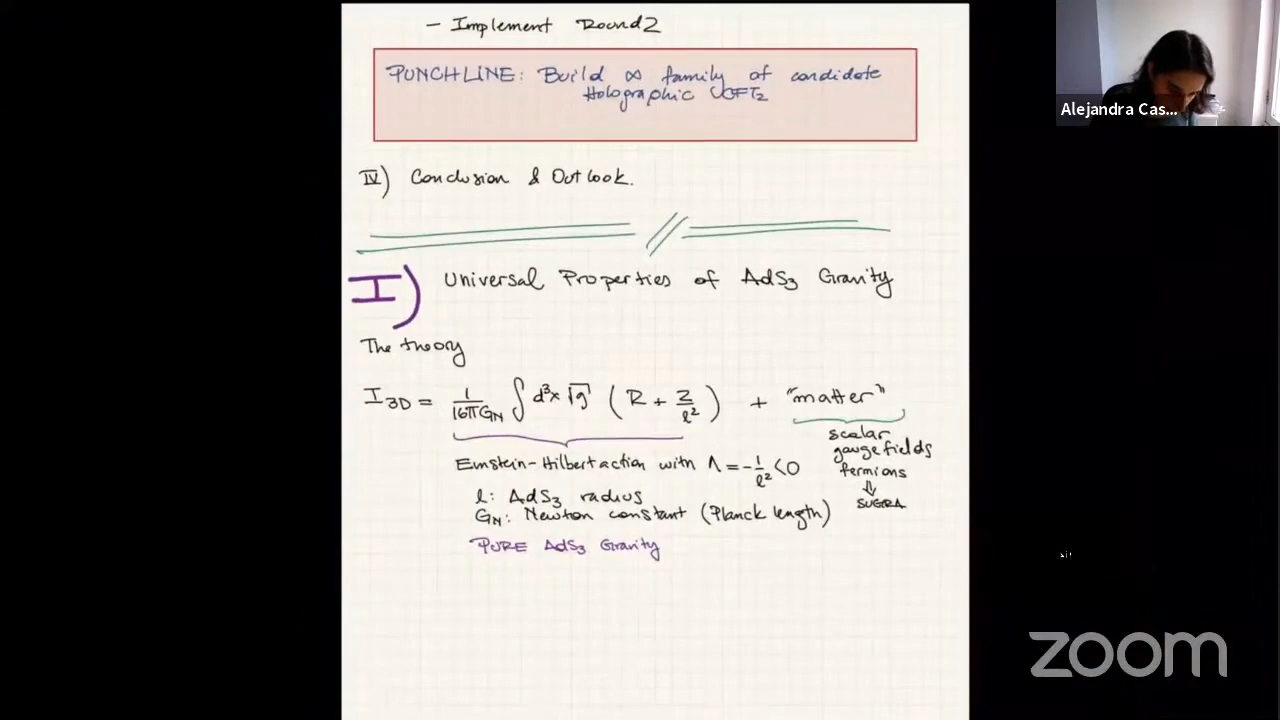 - Implement Round 2
PUNCHLINE: Build ∞ family of candidate
Holographic CFT₂
IV) Conclusion & Outlook.
I) Universal Properties of AdS₃ Gravity
The theory
I₃D = 1/16πG_N ∫ d³x √g (R + 2/ℓ²) + "matter"
scalar
gauge fields
fermions
⇓
SUGRA
Einstein-Hilbert action with Λ = -1/ℓ² < 0
ℓ: AdS₃ radius
G_N: Newton constant (Planck length)
PURE AdS₃ Gravity
Alejandra Cas...
zoom